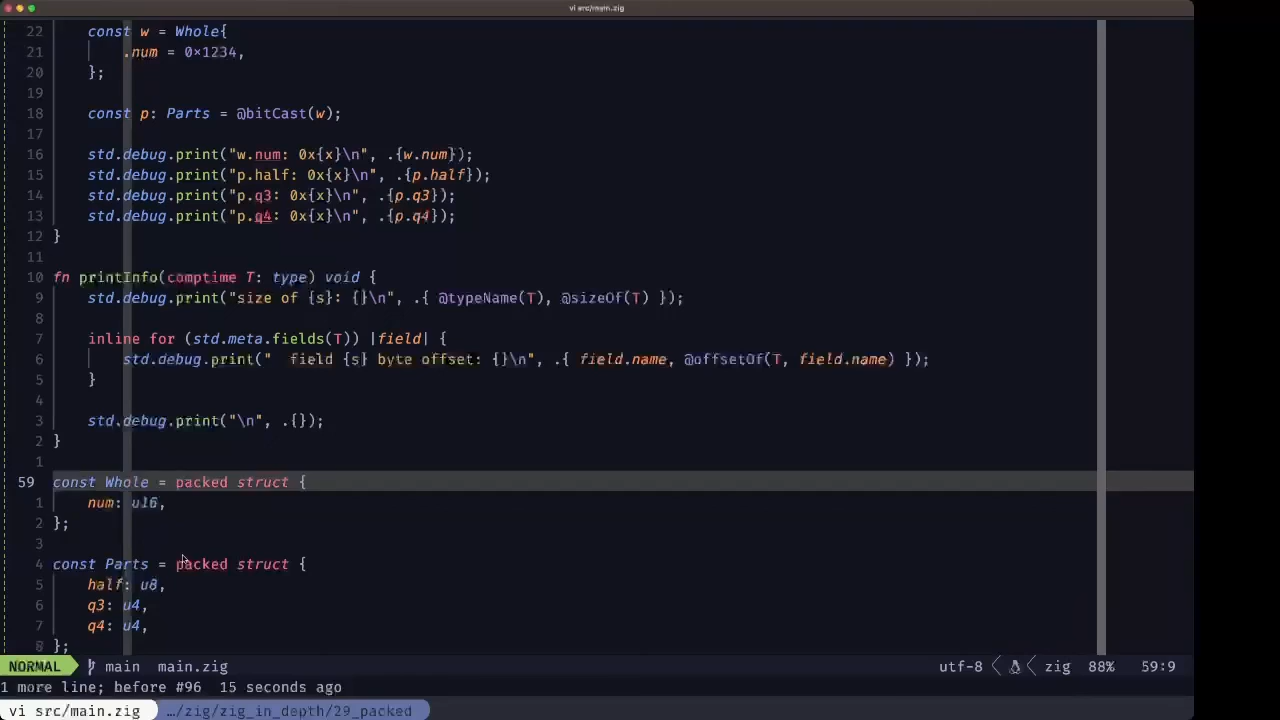 vi src/main.zig
22 const w = Whole{
21 .num = 0×1234,
20 };
19
18 const p: Parts = @bitCast(w);
17
16 std.debug.print("w.num: 0x{x}\n", .{w.num});
15 std.debug.print("p.half: 0x{x}\n", .{p.half});
14 std.debug.print("p.q3: 0x{x}\n", .{p.q3});
13 std.debug.print("p.q4: 0x{x}\n", .{p.q4});
12 }
11
10 fn printInfo(comptime T: type) void {
9 std.debug.print("size of {s}: {}\n", .{ @typeName(T), @sizeOf(T) });
8
7 inline for (std.meta.fields(T)) |field| {
6 std.debug.print("  field {s} byte offset: {}\n", .{ field.name, @offsetOf(T, field.name) });
5 }
4
3 std.debug.print("\n", .{});
2 }
1
59 const Whole = packed struct {
1 num: u16,
2 };
3
4 const Parts = packed struct {
5 half: u8,
6 q3: u4,
7 q4: u4,
8 };
NORMAL main main.zig utf-8 zig 88% 59:9
1 more line; before #96 15 seconds ago
vi src/main.zig …/zig/zig_in_depth/29_packed